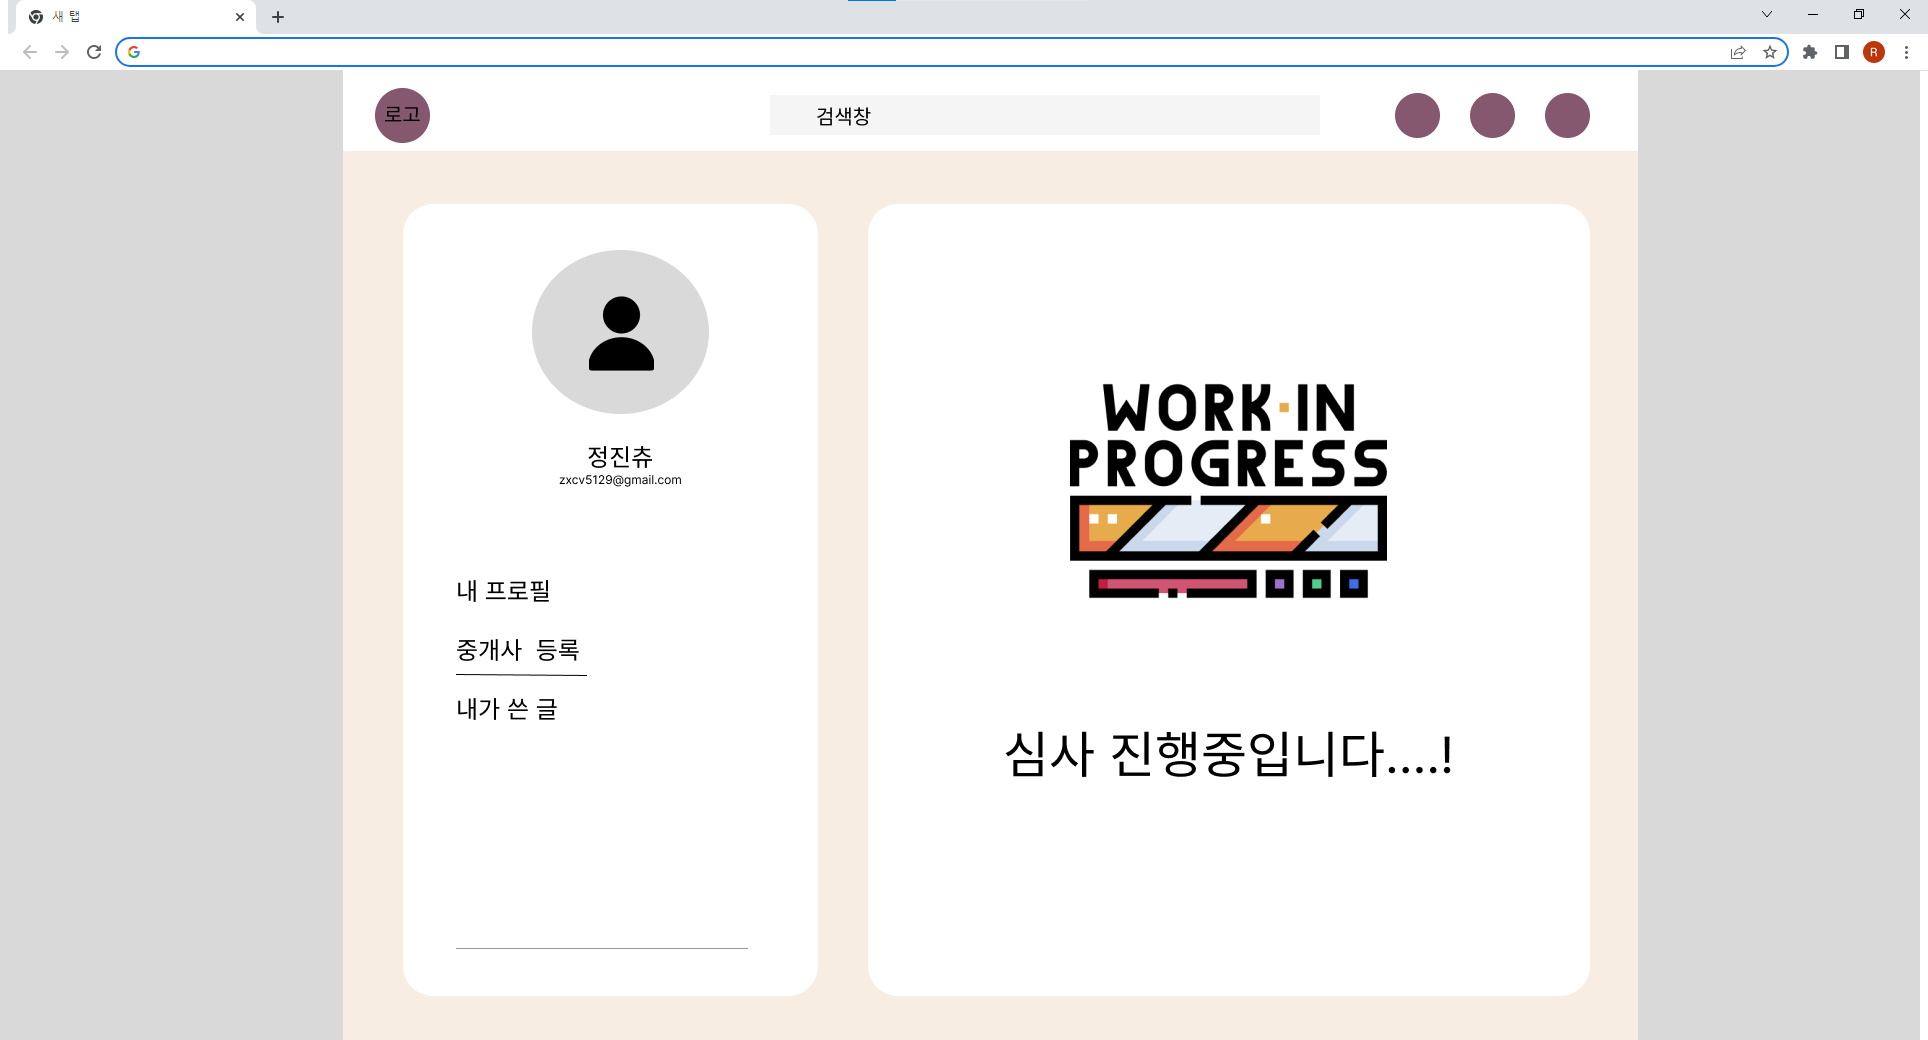 새 탭
R
로고
검색창
정진츄
zxcv5129@gmail.com
내 프로필
중개사 등록
내가 쓴 글
WORK·IN
PROGRESS
심사 진행중입니다....!